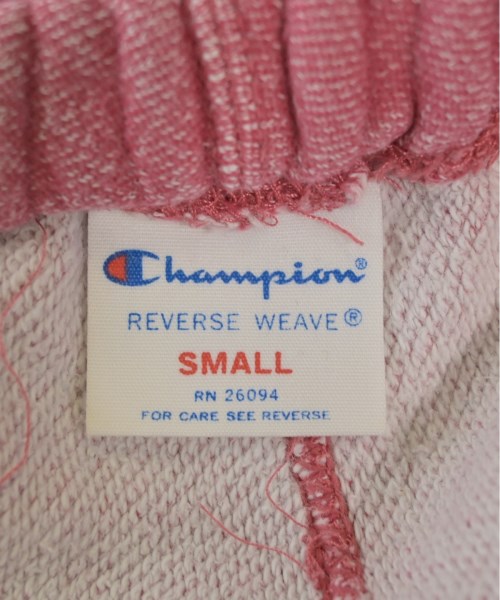 Champion®
REVERSE WEAVE®
SMALL
RN 26094
FOR CARE SEE REVERSE